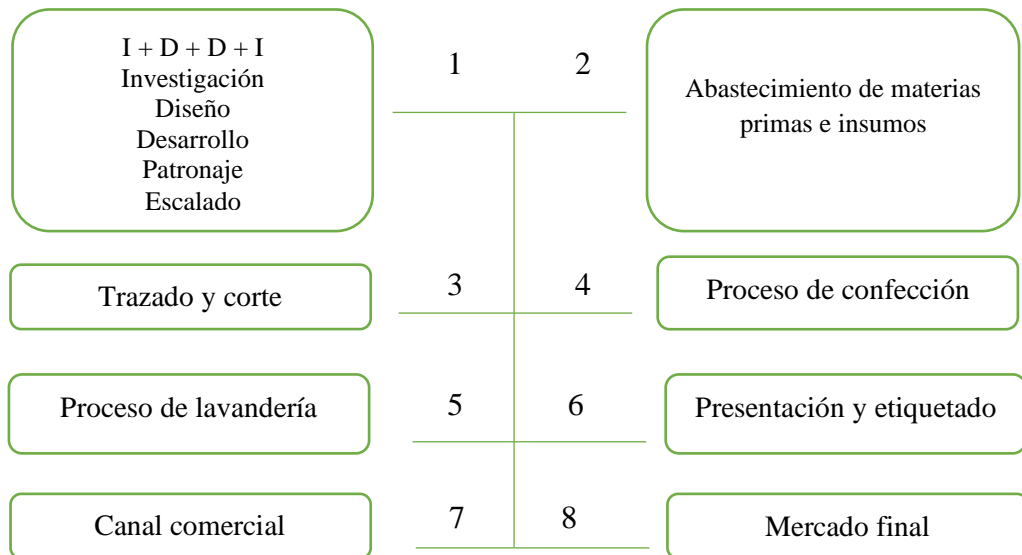 I + D + D + I
Investigación
Diseño
Desarrollo
Patronaje
Escalado
1
2
Abastecimiento de materias
primas e insumos
Trazado y corte
3
4
Proceso de confección
Proceso de lavandería
5
6
Presentación y etiquetado
Canal comercial
7
8
Mercado final